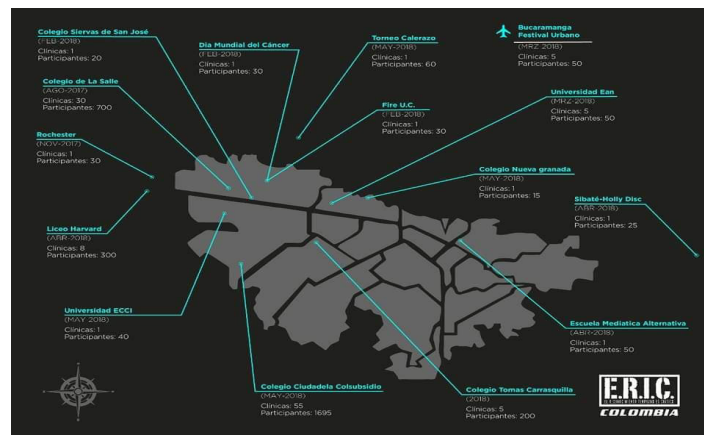 Colegio Siervas de San José
(FEB-2018)
Clínicas: 1
Participantes: 20
Día Mundial del Cáncer
(FEB-2018)
Clínicas: 1
Participantes: 30
Torneo Calerazo
(MAY-2018)
Clínicas: 1
Participantes: 60
Bucaramanga
Festival Urbano
(MRZ 2018)
Clínicas: 5
Participantes: 50
Colegio de La Salle
(AGO-2017)
Clínicas: 30
Participantes: 700
Fire U.C.
(FEB-2018)
Clínicas: 1
Participantes: 30
Universidad Ean
(MRZ-2018)
Clínicas: 5
Participantes: 50
Rochester
(NOV-2017)
Clínicas: 1
Participantes: 30
Colegio Nueva granada
(MAY-2018)
Clínicas: 1
Participantes: 15
Sibaté-Holly Disc
(ABR-2018)
Clínicas: 1
Participantes: 25
Liceo Harvard
(ABR-2018)
Clínicas: 8
Participantes: 300
Universidad ECCI
(MAY 2018)
Clínicas: 1
Participantes: 40
Escuela Mediatica Alternativa
(ABR-2018)
Clínicas: 1
Participantes: 50
Colegio Ciudadela Colsubsidio
(MAY-2018)
Clínicas: 55
Participantes: 1695
Colegio Tomas Carrasquilla
(2018)
Clínicas: 5
Participantes: 200
E.R.I.C.
COLOMBIA